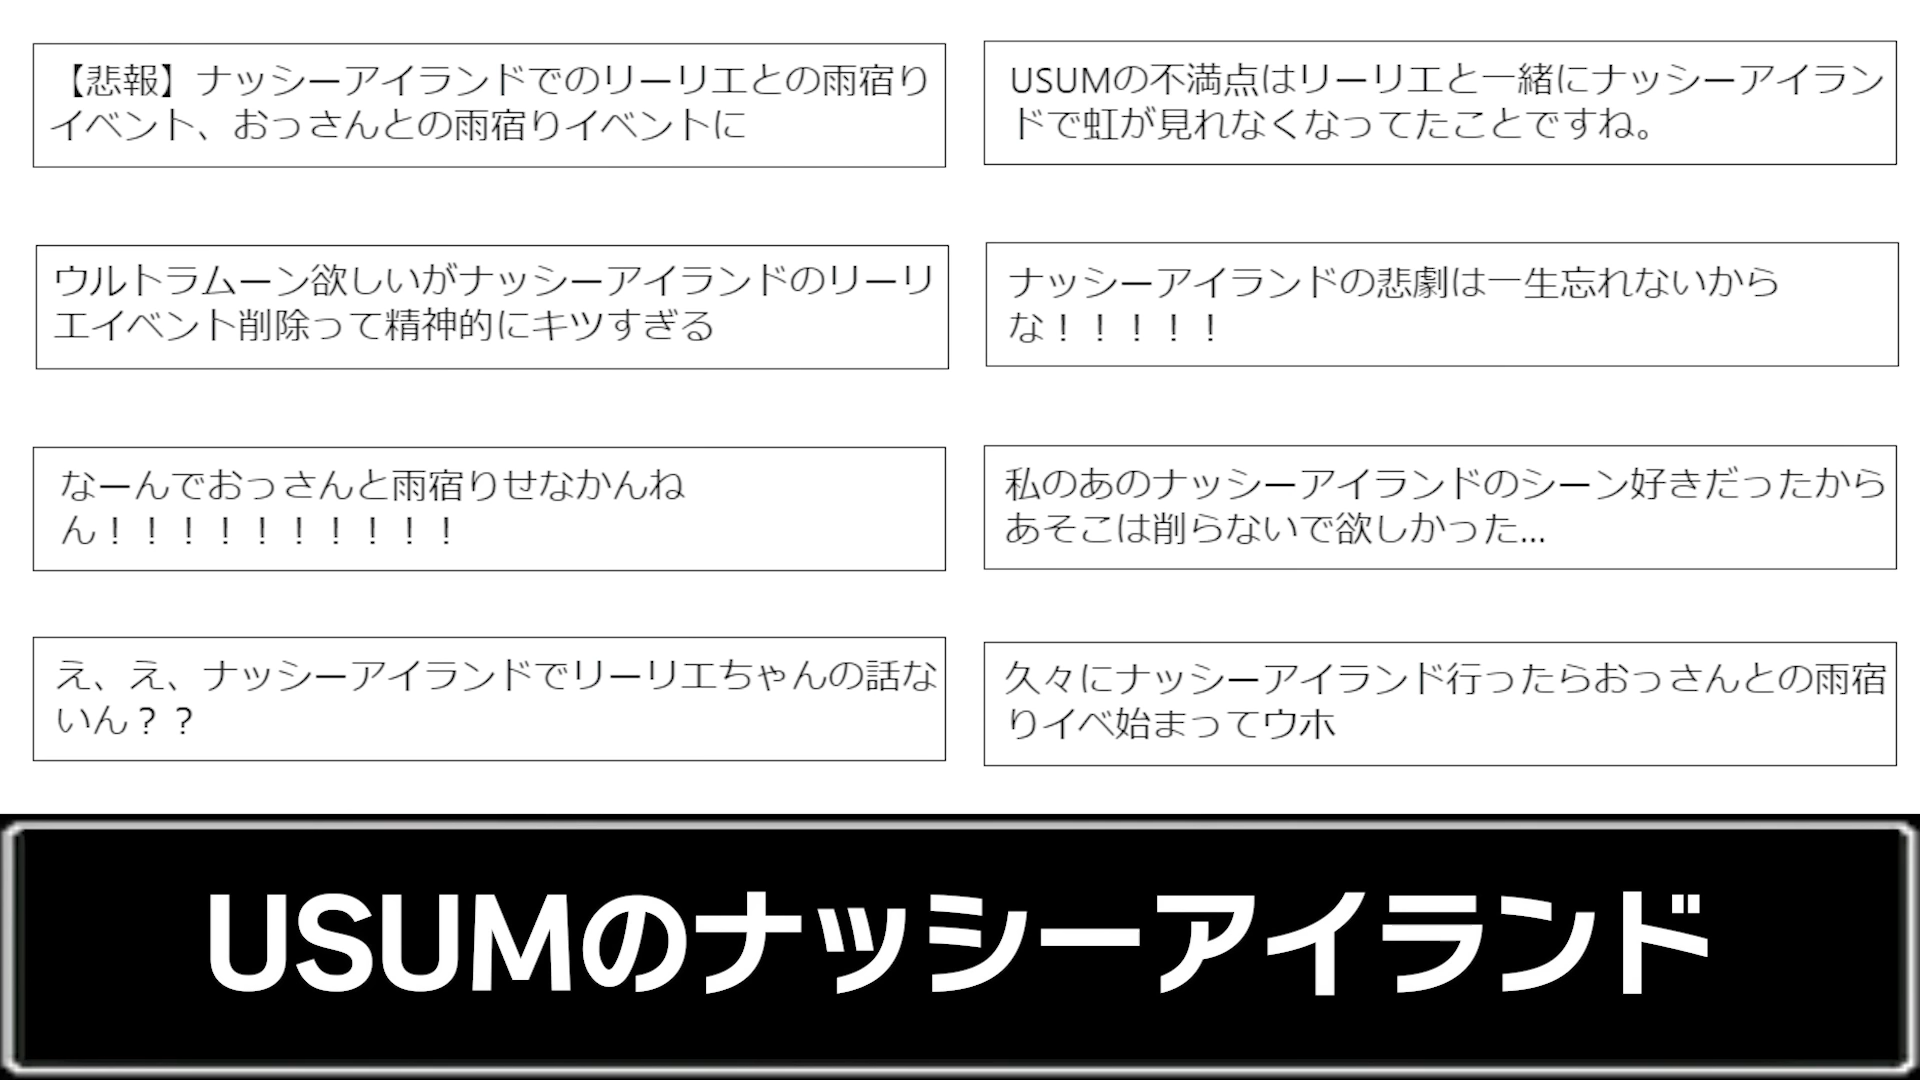 【悲報】ナッシーアイランドでのリーリエとの雨宿り
イベント、おっさんとの雨宿りイベントに
USUMの不満点はリーリエと一緒にナッシーアイラン
ドで虹が見れなくなってたことですね。
ウルトラムーン欲しいがナッシーアイランドのリーリ
エイベント削除って精神的にキツすぎる
ナッシーアイランドの悲劇は一生忘れないから
な！！！！！
なーんでおっさんと雨宿りせなかんね
ん！！！！！！！！！！
私のあのナッシーアイランドのシーン好きだったから
あそこは削らないで欲しかった...
え、え、ナッシーアイランドでリーリエちゃんの話な
いん？？
久々にナッシーアイランド行ったらおっさんとの雨宿
りイベ始まってウホ
USUMのナッシーアイランド